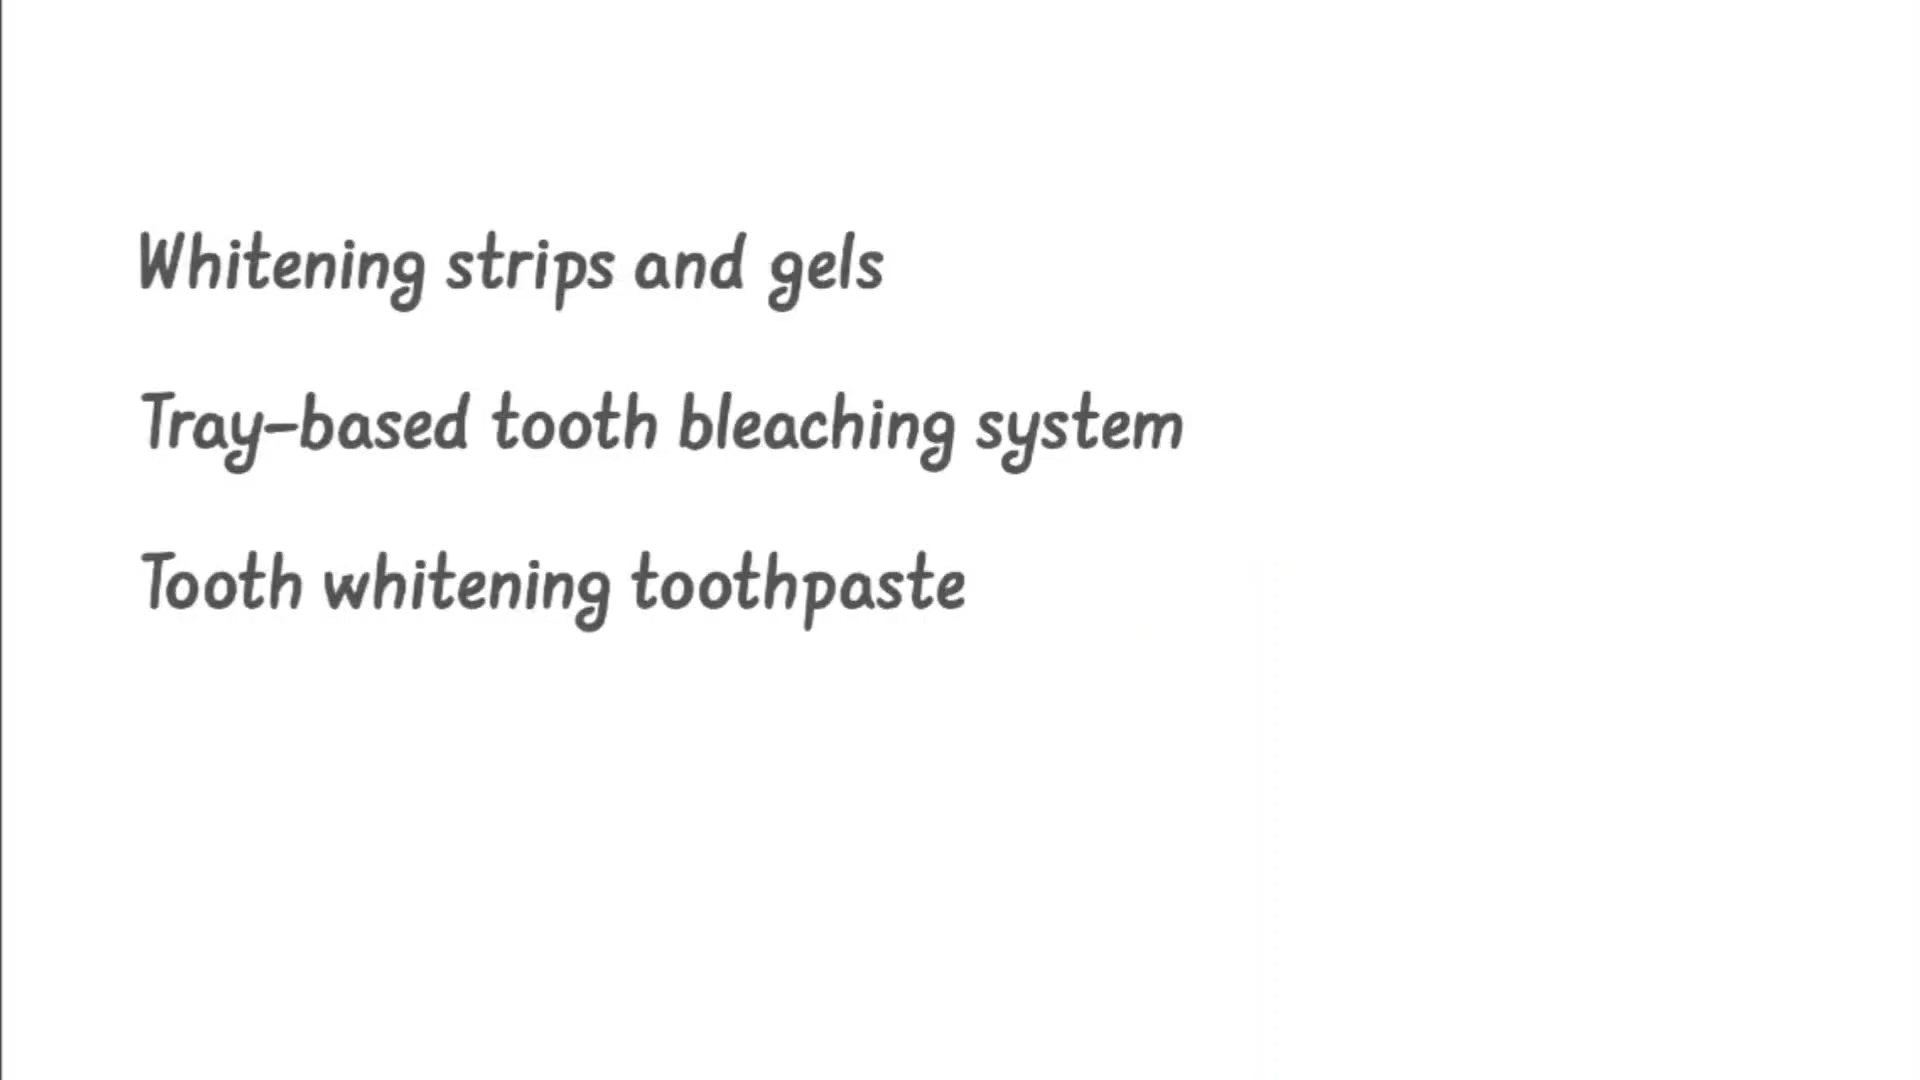 Whitening strips and gels
Tray-based tooth bleaching system
Tooth whitening toothpaste